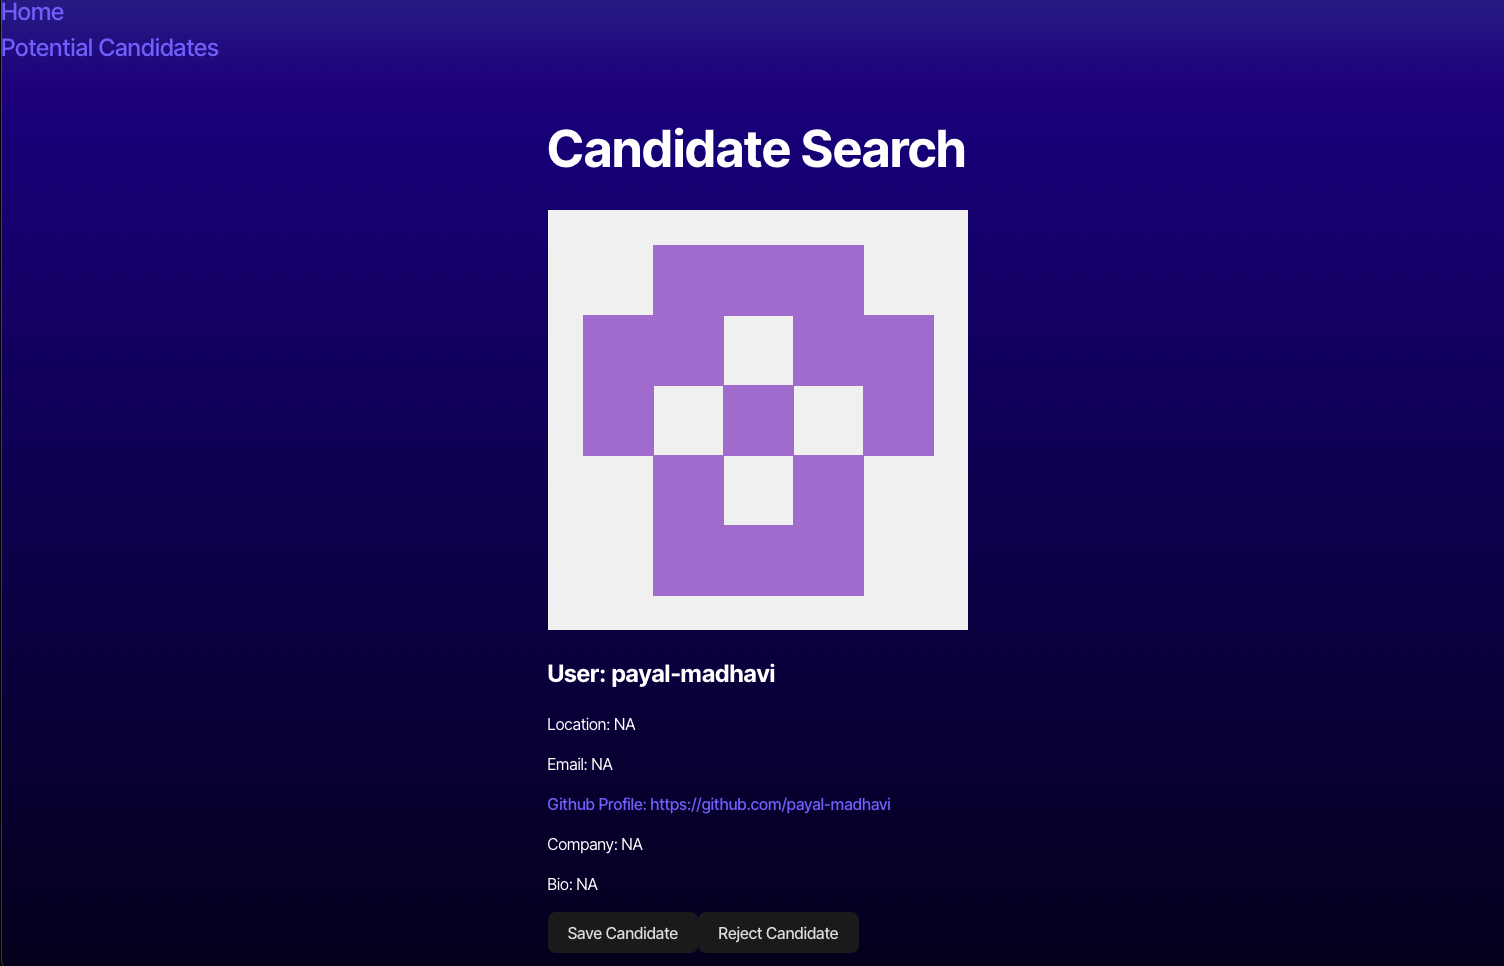 Home
Potential Candidates
Candidate Search
User: payal-madhavi
Location: NA
Email: NA
Github Profile: https://github.com/payal-madhavi
Company: NA
Bio: NA
Save Candidate
Reject Candidate